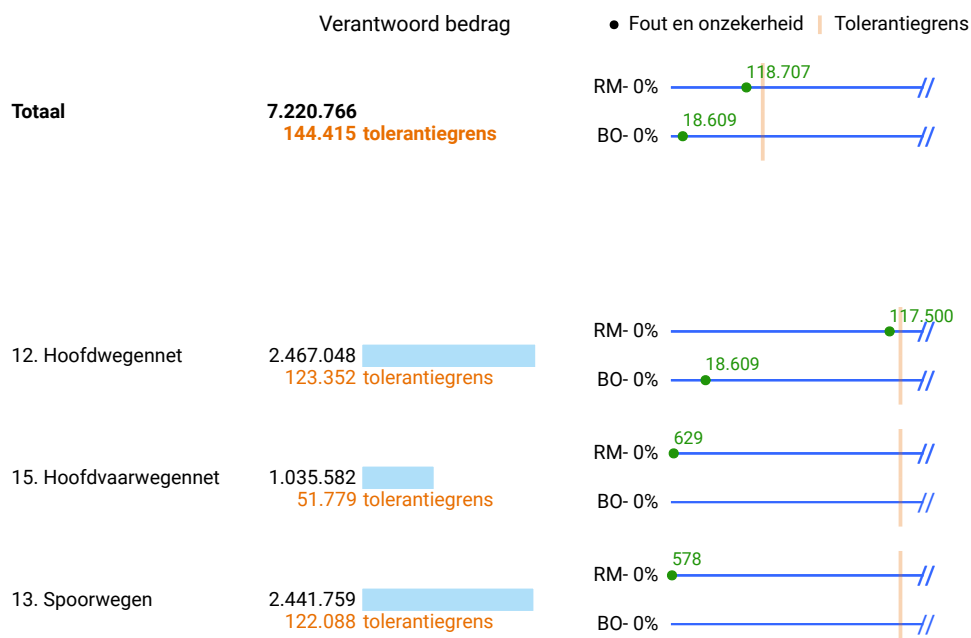 Verantwoord bedrag
Fout en onzekerheid Tolerantiegrens
Totaal 7.220.766
144.415 tolerantiegrens
118.707
RM- 0%
18.609
BO- 0%
12. Hoofdwegennet 2.467.048
123.352 tolerantiegrens
117.500
RM- 0%
18.609
BO- 0%
15. Hoofdvaarwegennet 1.035.582
51.779 tolerantiegrens
629
RM- 0%
BO- 0%
13. Spoorwegen 2.441.759
122.088 tolerantiegrens
578
RM- 0%
BO- 0%